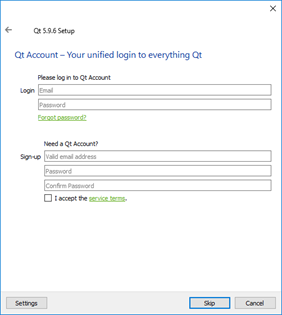 Qt 5.9.6 Setup
Qt Account – Your unified login to everything Qt
Please log in to Qt Account
Login Email
Password
Forgot password?
Need a Qt Account?
Sign-up Valid email address
Password
Confirm Password
I accept the service terms.
Settings Skip Cancel